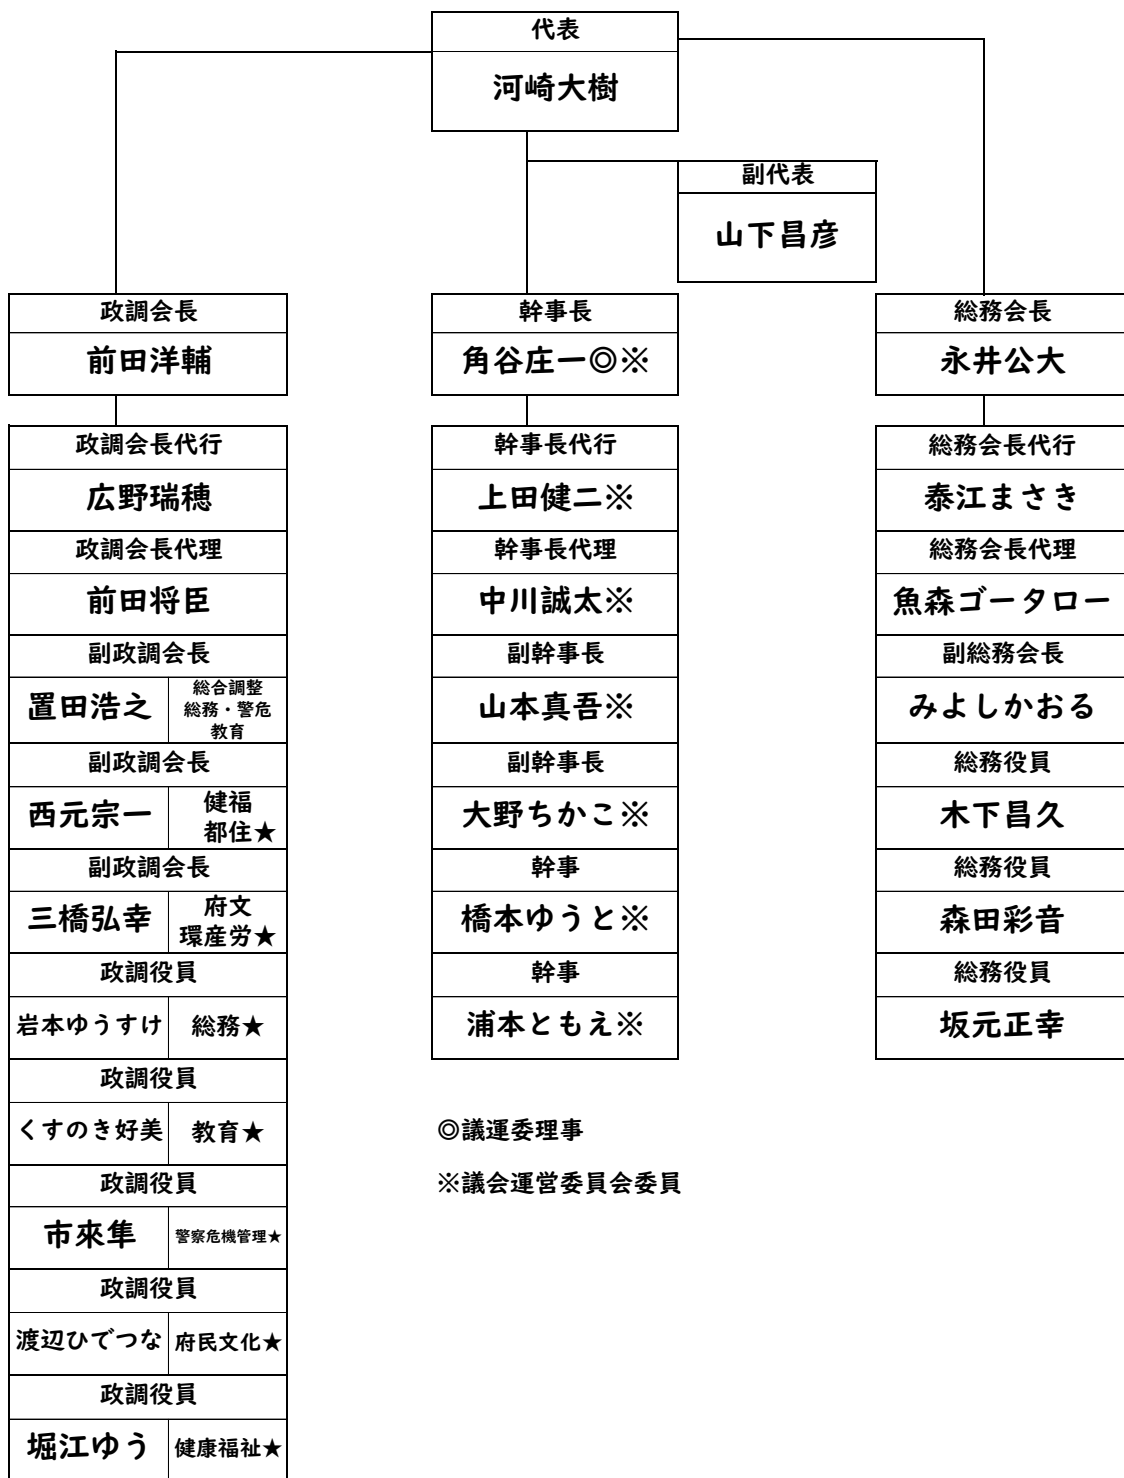 代表
河崎大樹
副代表
山下昌彦
政調会長
前田洋輔
政調会長代行
広野瑞穂
政調会長代理
前田将臣
副政調会長
置田浩之
総合調整
総務・警危
教育
副政調会長
西元宗一
健福
都住★
副政調会長
三橋弘幸
府文
環産労★
政調役員
岩本ゆうすけ
総務★
政調役員
くすのき好美
教育★
政調役員
市來隼
警察危機管理★
政調役員
渡辺ひでつな
府民文化★
政調役員
堀江ゆう
健康福祉★
幹事長
角谷庄一◎※
幹事長代行
上田健二※
幹事長代理
中川誠太※
副幹事長
山本真吾※
副幹事長
大野ちかこ※
幹事
橋本ゆうと※
幹事
浦本ともえ※
◎議運委理事
※議会運営委員会委員
総務会長
永井公大
総務会長代行
泰江まさき
総務会長代理
魚森ゴータロー
副総務会長
みよしかおる
総務役員
木下昌久
総務役員
森田彩音
総務役員
坂元正幸